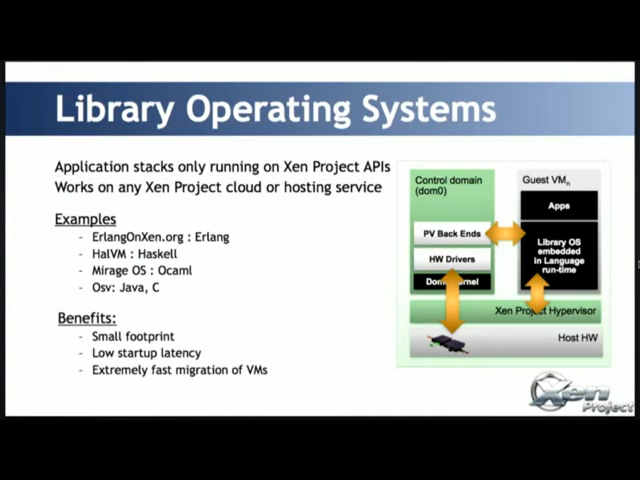 Library Operating Systems
Application stacks only running on Xen Project APIs
Works on any Xen Project cloud or hosting service
Examples
- ErlangOnXen.org : Erlang
- HalVM : Haskell
- Mirage OS : Ocaml
- Osv: Java, C
Benefits:
- Small footprint
- Low startup latency
- Extremely fast migration of VMs
Control domain
(dom0)
PV Back Ends
HW Drivers
Guest VMn
Apps
Library OS
embedded
in Language
run-time
Xen Project Hypervisor
Host HW
Xen
Project